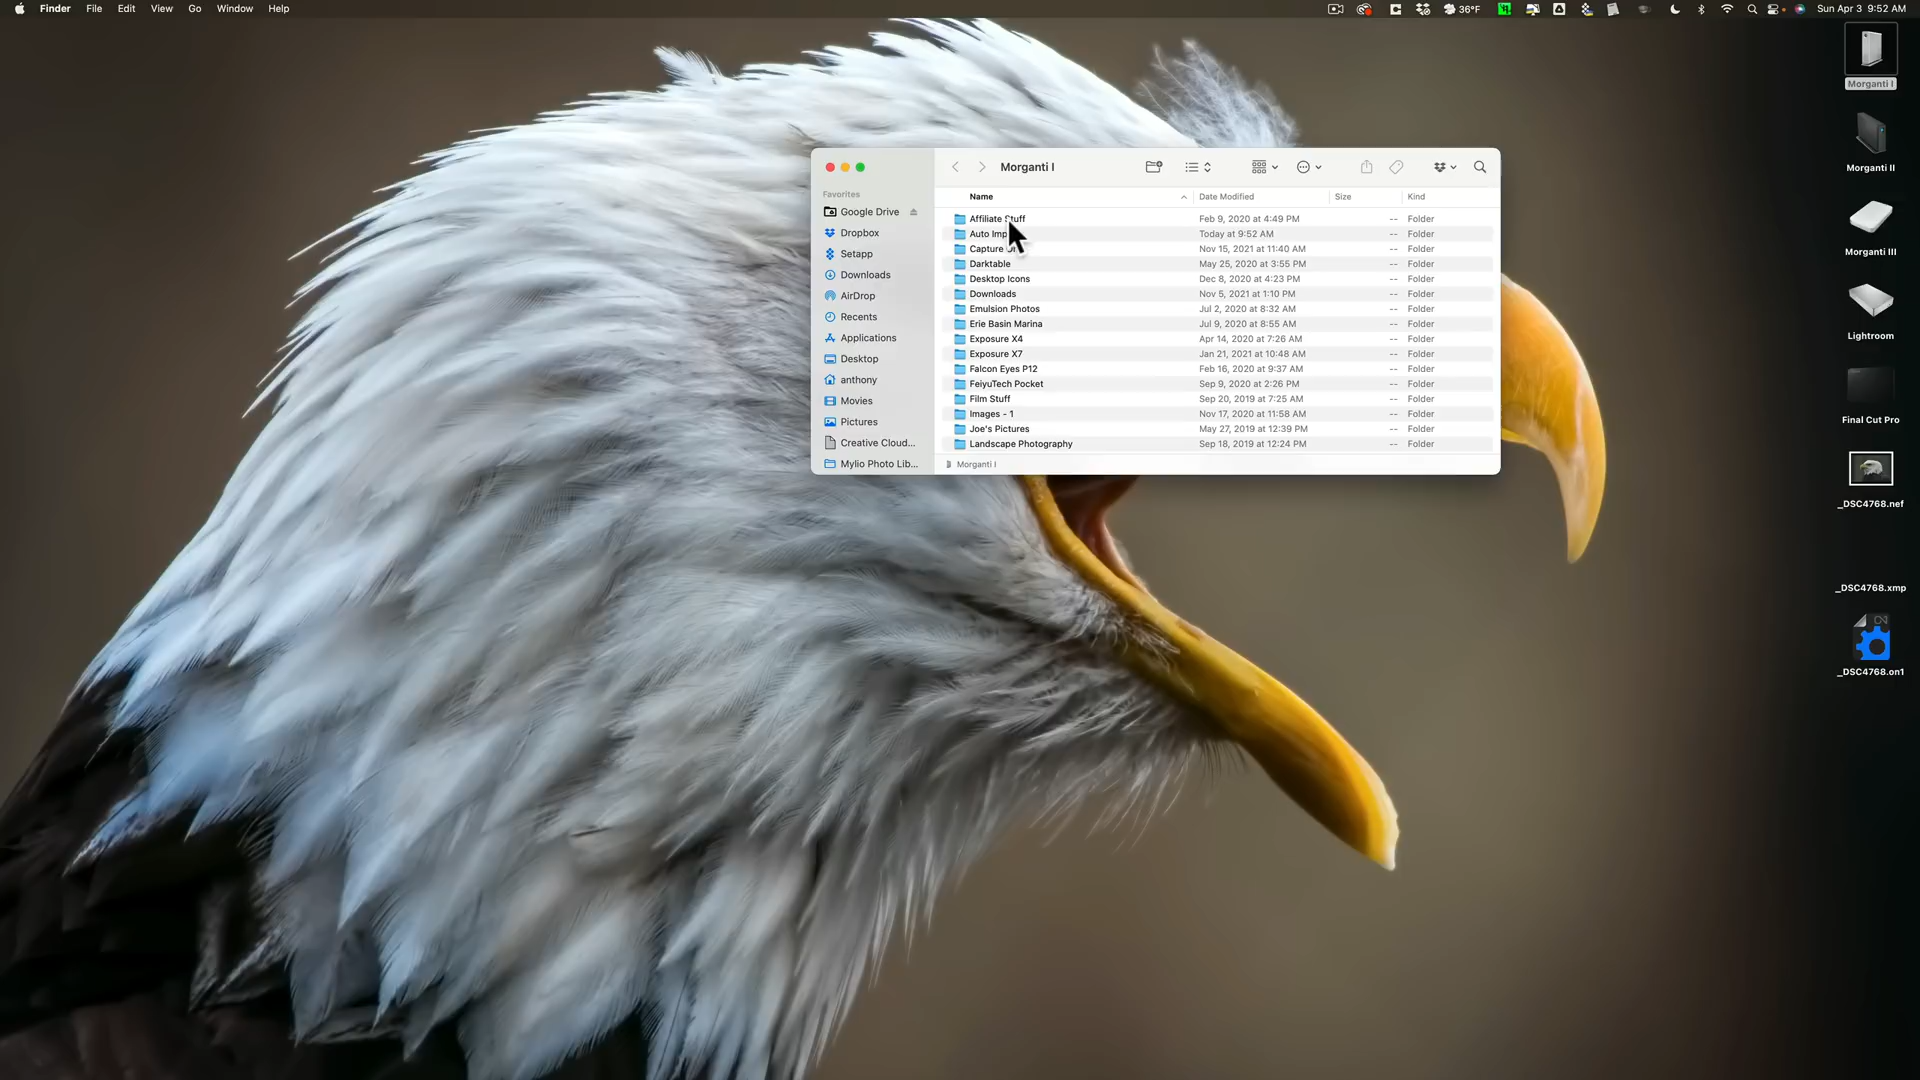 Finder File Edit View Go Window Help
36°F
Sun Apr 3 9:52 AM
Morganti I
Name Date Modified Size Kind
Favorites
Google Drive
Dropbox
Setapp
Downloads
AirDrop
Recents
Applications
Desktop
anthony
Movies
Pictures
Creative Cloud...
Mylio Photo Lib...
Affiliate Stuff Feb 9, 2020 at 4:49 PM -- Folder
Auto Today at 9:52 AM -- Folder
Capture Nov 15, 2021 at 11:40 AM -- Folder
Darktable May 25, 2020 at 3:55 PM -- Folder
Desktop Icons Dec 8, 2020 at 4:23 PM -- Folder
Downloads Nov 5, 2021 at 1:10 PM -- Folder
Emulsion Photos Jul 2, 2020 at 8:32 AM -- Folder
Erie Basin Marina Jul 9, 2020 at 8:55 AM -- Folder
Exposure X4 Apr 14, 2020 at 7:26 AM -- Folder
Exposure X7 Jan 21, 2021 at 10:48 AM -- Folder
Falcon Eyes P12 Feb 16, 2020 at 9:37 AM -- Folder
FeiyuTech Pocket Sep 9, 2020 at 2:26 PM -- Folder
Film Stuff Sep 20, 2019 at 7:25 AM -- Folder
Images - 1 Nov 17, 2020 at 11:58 AM -- Folder
Joe's Pictures May 27, 2019 at 12:39 PM -- Folder
Landscape Photography Sep 18, 2019 at 12:24 PM -- Folder
Morganti I
Morganti I
Morganti II
Morganti III
Lightroom
Final Cut Pro
_DSC4768.nef
_DSC4768.xmp
ON
_DSC4768.on1